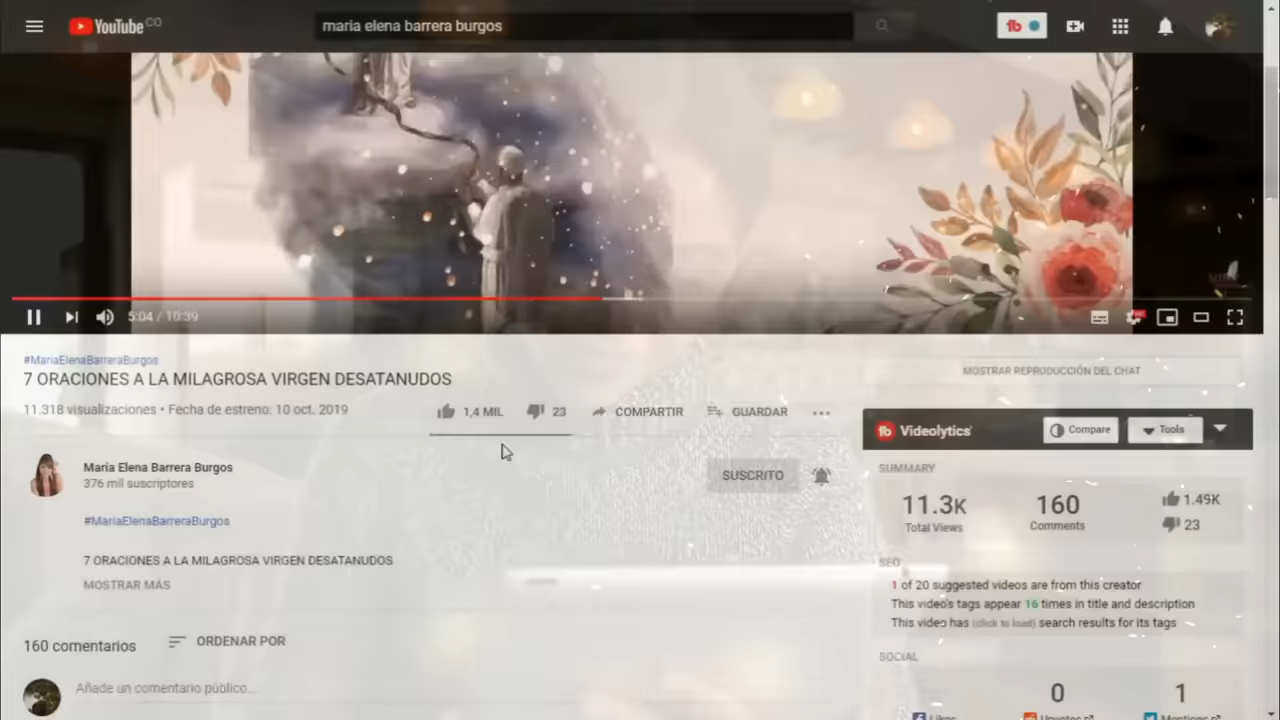 YouTube CO
maria elena barrera burgos
5:04 / 10:39
#MariaElenaBarreraBurgos
7 ORACIONES A LA MILAGROSA VIRGEN DESATANUDOS
11.318 visualizaciones • Fecha de estreno: 10 oct. 2019
1,4 MIL 23 COMPARTIR GUARDAR
María Elena Barrera Burgos
376 mil suscriptores
SUSCRITO
#MariaElenaBarreraBurgos
7 ORACIONES A LA MILAGROSA VIRGEN DESATANUDOS
MOSTRAR MÁS
160 comentarios
ORDENAR POR
Añade un comentario público...
MOSTRAR REPRODUCCIÓN DEL CHAT
Videolytics Compare Tools
SUMMARY
11.3K 160 1.49K
Total Views Comments 23
SEO
1 of 20 suggested videos are from this creator
This video's tags appear 16 times in title and description
This video has (click to load) search results for its tags
SOCIAL
0 1
Likes Upvotes Mentions